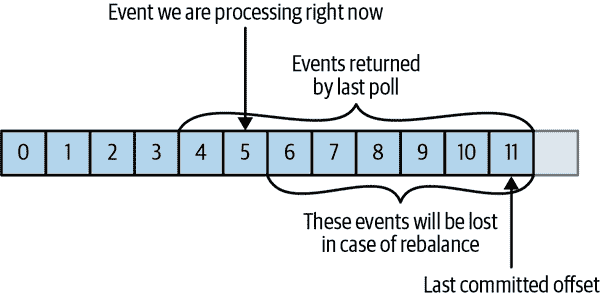 Event we are processing right now
Events returned
by last poll
0 1 2 3 4 5 6 7 8 9 10 11
These events will be lost
in case of rebalance
Last committed offset